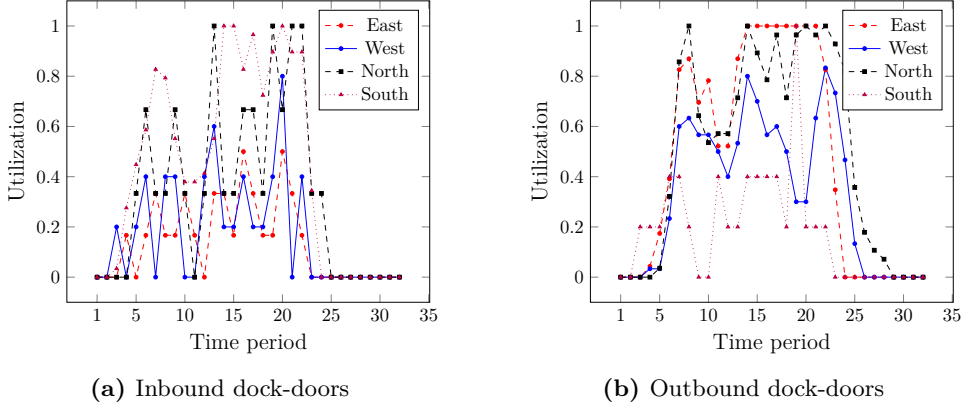 East
West
North
South
1
0.8
0.6
0.4
0.2
0
Utilization
1 5 10 15 20 25 30 35
Time period
(a) Inbound dock-doors
East
West
North
South
1
0.8
0.6
0.4
0.2
0
Utilization
1 5 10 15 20 25 30 35
Time period
(b) Outbound dock-doors